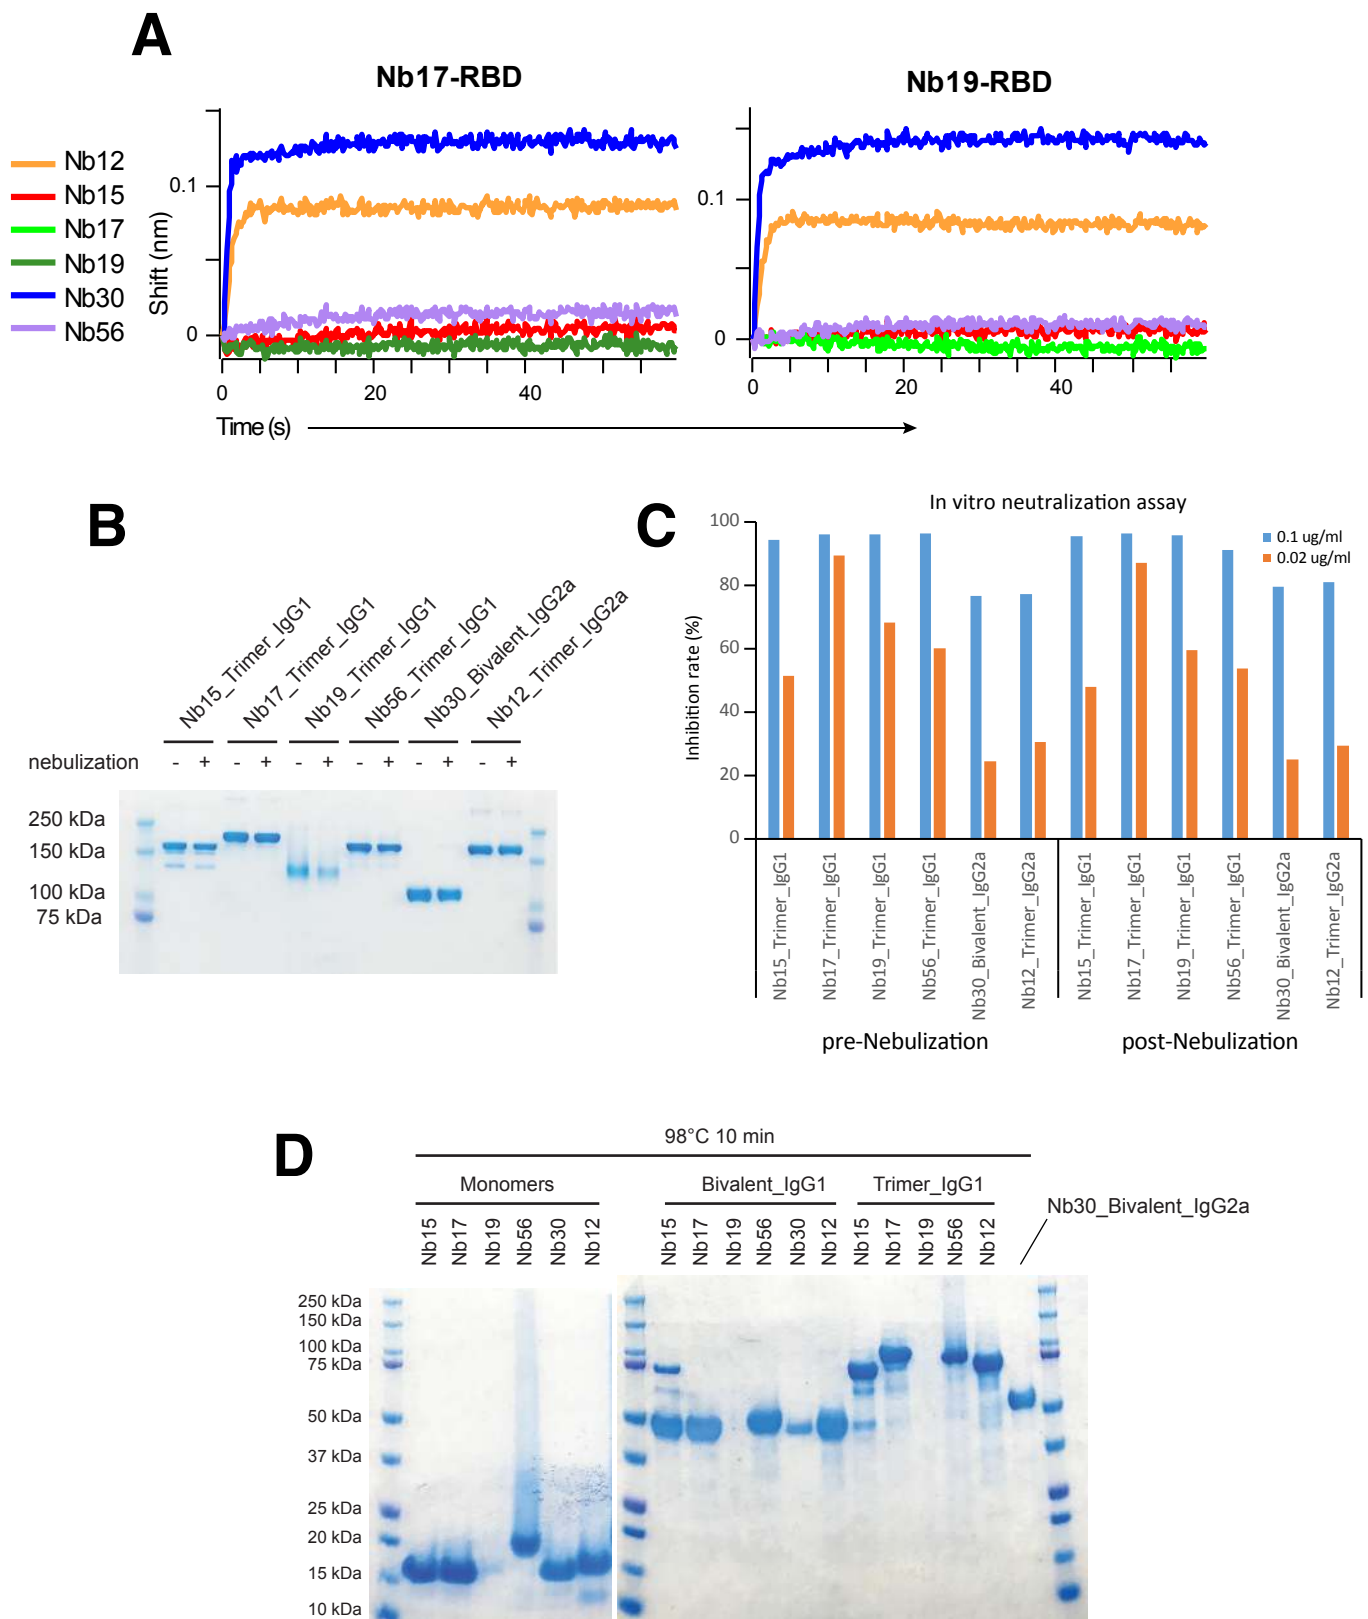 A
Nb17-RBD
Nb19-RBD
Nb12
Nb15
Nb17
Nb19
Nb30
Nb56
Shift (nm)
0.1
0
0.1
0
0 20 40
0 20 40
Time (s)
B
Nb15_Trimer_IgG1
Nb17_Trimer_IgG1
Nb19_Trimer_IgG1
Nb56_Trimer_IgG1
Nb30_Bivalent_IgG2a
Nb12_Trimer_IgG2a
nebulization - + - + - + - + - + - +
250 kDa
150 kDa
100 kDa
75 kDa
C
In vitro neutralization assay
0.1 ug/ml
0.02 ug/ml
Inhibition rate (%)
100
80
60
40
20
0
Nb15_Trimer_IgG1
Nb17_Trimer_IgG1
Nb19_Trimer_IgG1
Nb56_Trimer_IgG1
Nb30_Bivalent_IgG2a
Nb12_Trimer_IgG2a
Nb15_Trimer_IgG1
Nb17_Trimer_IgG1
Nb19_Trimer_IgG1
Nb56_Trimer_IgG1
Nb30_Bivalent_IgG2a
Nb12_Trimer_IgG2a
pre-Nebulization
post-Nebulization
D
98°C 10 min
Monomers
Bivalent_IgG1
Trimer_IgG1
Nb30_Bivalent_IgG2a
Nb15 Nb17 Nb19 Nb56 Nb30 Nb12
Nb15 Nb17 Nb19 Nb56 Nb30 Nb12
Nb15 Nb17 Nb19 Nb56 Nb12
250 kDa
150 kDa
100 kDa
75 kDa
50 kDa
37 kDa
25 kDa
20 kDa
15 kDa
10 kDa